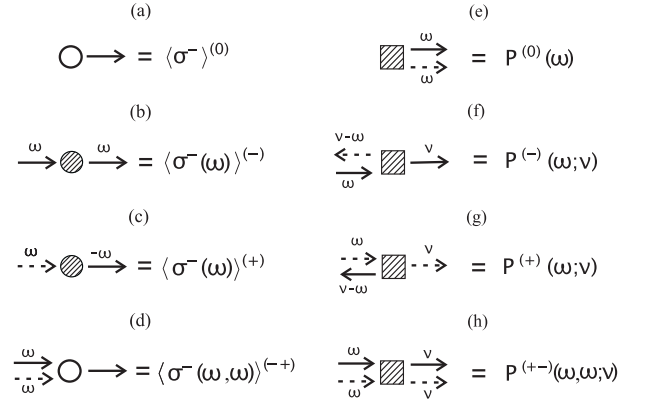 (a)
= ⟨σ⁻⟩⁽⁰⁾
(b)
ω ω = ⟨σ⁻(ω)⟩⁽⁻⁾
(c)
ω -ω = ⟨σ⁻(ω)⟩⁽⁺⁾
(d)
ω
= ⟨σ⁻(ω,ω)⟩⁽⁻⁺⁾
ω
(e)
ω
= P⁽⁰⁾(ω)
ω
(f)
ν-ω ν
= P⁽⁻⁾(ω;ν)
ω
(g)
ω ν
= P⁽⁺⁾(ω;ν)
ν-ω
(h)
ω ν
= P⁽⁺⁻⁾(ω,ω;ν)
ω ν